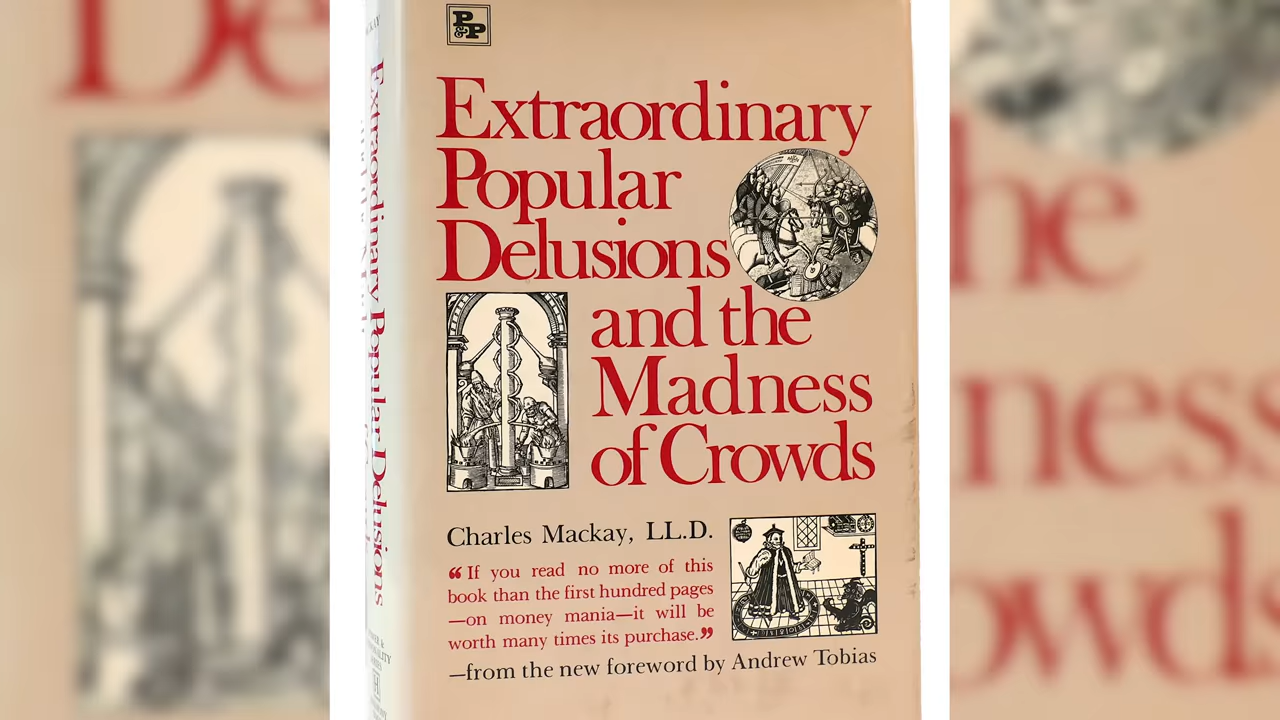 P&P
Extraordinary
Popular
Delusions
and the
Madness
of Crowds
Charles Mackay, LL.D.
“If you read no more of this
book than the first hundred pages
—on money mania—it will be
worth many times its purchase.”
—from the new foreword by Andrew Tobias
Extraordinary Popular Delusions